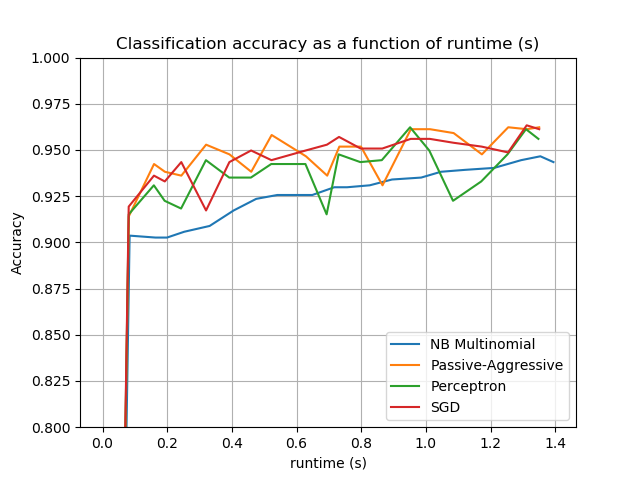 Classification accuracy as a function of runtime (s)
1.000
0.975
0.950
0.925
0.900
0.875
0.850
0.825
0.800
Accuracy
NB Multinomial
Passive-Aggressive
Perceptron
SGD
0.0 0.2 0.4 0.6 0.8 1.0 1.2 1.4
runtime (s)